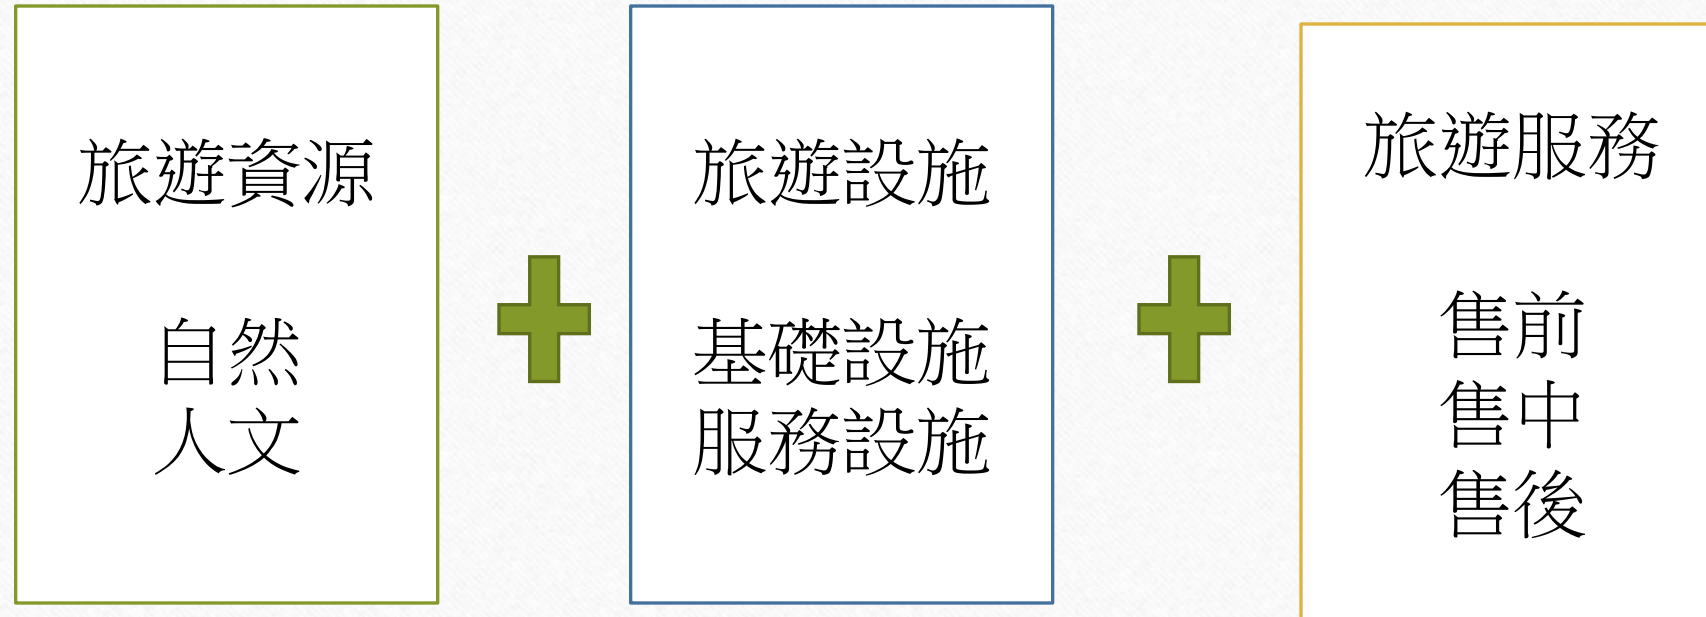 旅遊資源
自然
人文
旅遊設施
基礎設施
服務設施
旅遊服務
售前
售中
售後